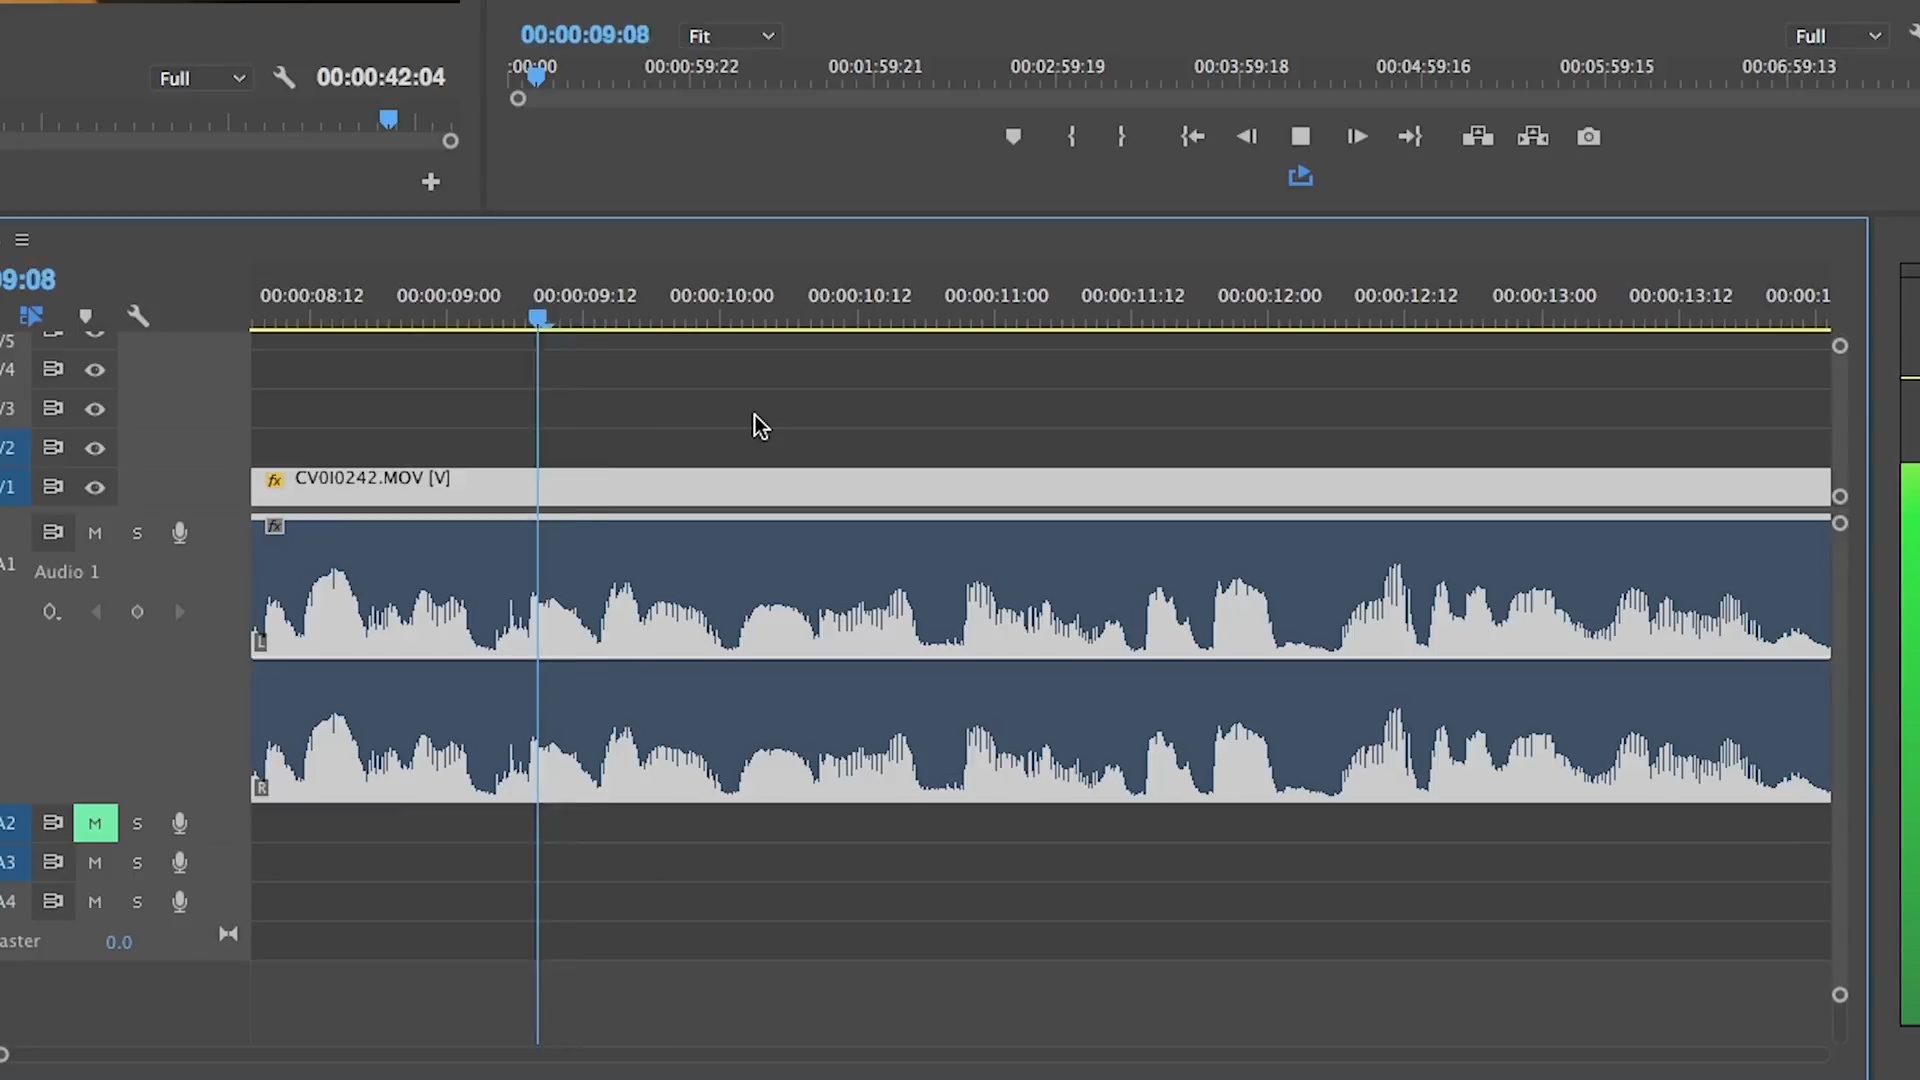 00:00:09:08 Fit Full
Full 00:00:42:04
:00:00 00:00:59:22 00:01:59:21 00:02:59:19 00:03:59:18 00:04:59:16 00:05:59:15 00:06:59:13
09:08
00:00:08:12 00:00:09:00 00:00:09:12 00:00:10:00 00:00:10:12 00:00:11:00 00:00:11:12 00:00:12:00 00:00:12:12 00:00:13:00 00:00:13:12 00:00:1
V5
V4
V3
V2
V1 fx CV0I0242.MOV [V]
M S fx
A1 Audio 1
L
R
A2 M S
A3 M S
A4 M S
aster 0.0